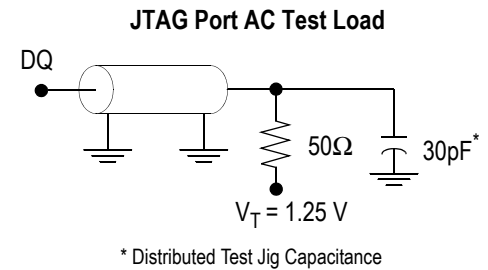 JTAG Port AC Test Load
DQ
50Ω
30pF*
V_T = 1.25 V
* Distributed Test Jig Capacitance